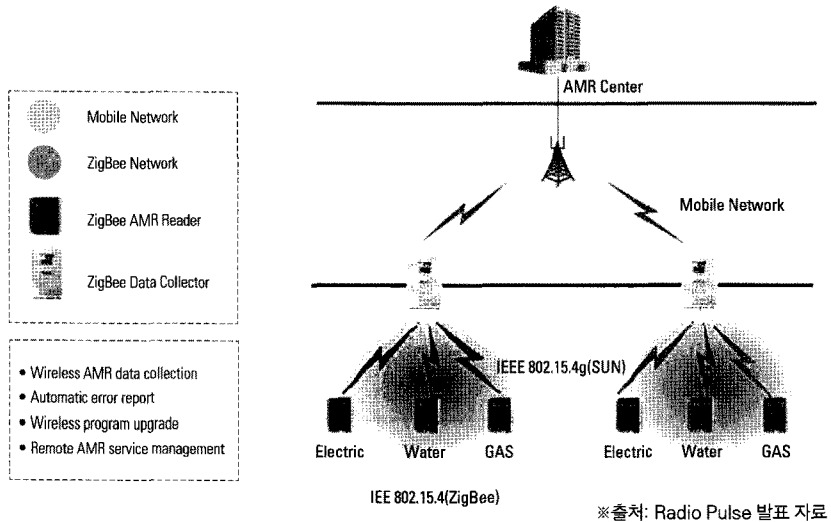 AMR Center
Mobile Network
ZigBee Network
ZigBee AMR Reader
ZigBee Data Collector
Mobile Network
• Wireless AMR data collection
• Automatic error report
• Wireless program upgrade
• Remote AMR service management
IEEE 802.15.4g(SUN)
Electric
Water
GAS
Electric
Water
GAS
IEE 802.15.4(ZigBee)
※출처: Radio Pulse 발표 자료